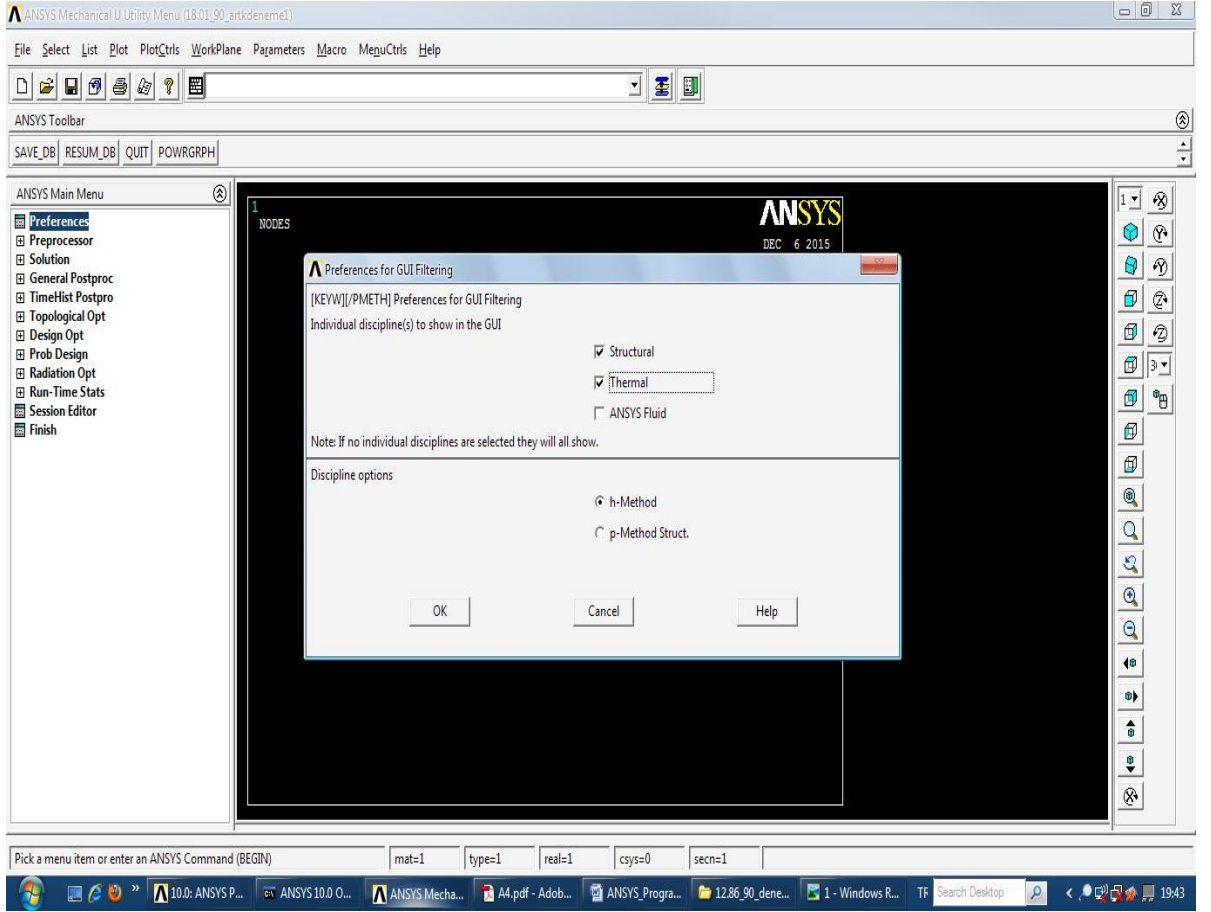 ANSYS Mechanical U Utility Menu (18.01_90_artkdeneme1)
File Select List Plot PlotCtrls WorkPlane Parameters Macro MenuCtrls Help
ANSYS Toolbar
SAVE_DB RESUM_DB QUIT POWRGRPH
ANSYS Main Menu
Preferences
Preprocessor
Solution
General Postproc
TimeHist Postpro
Topological Opt
Design Opt
Prob Design
Radiation Opt
Run-Time Stats
Session Editor
Finish
1
NODES
ANSYS
DEC 6 2015
Preferences for GUI Filtering
[KEYW][/PMETH] Preferences for GUI Filtering
Individual discipline(s) to show in the GUI
Structural
Thermal
ANSYS Fluid
Note: If no individual disciplines are selected they will all show.
Discipline options
h-Method
p-Method Struct.
OK Cancel Help
1
Pick a menu item or enter an ANSYS Command (BEGIN) mat=1 type=1 real=1 csys=0 secn=1
10.0: ANSYS P... ANSYS 10.0 O... ANSYS Mecha... A4.pdf - Adob... ANSYS_Progra... 12.86_90_dene... 1 - Windows R... TR Search Desktop 19:43